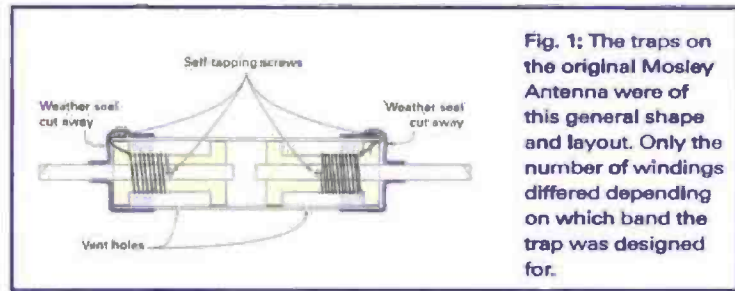 Self-tapping screws
Weather seal
cut away
Weather seal
cut away
Vent holes
Fig. 1: The traps on
the original Mosley
Antenna were of
this general shape
and layout. Only the
number of windings
differed depending
on which band the
trap was designed
for.